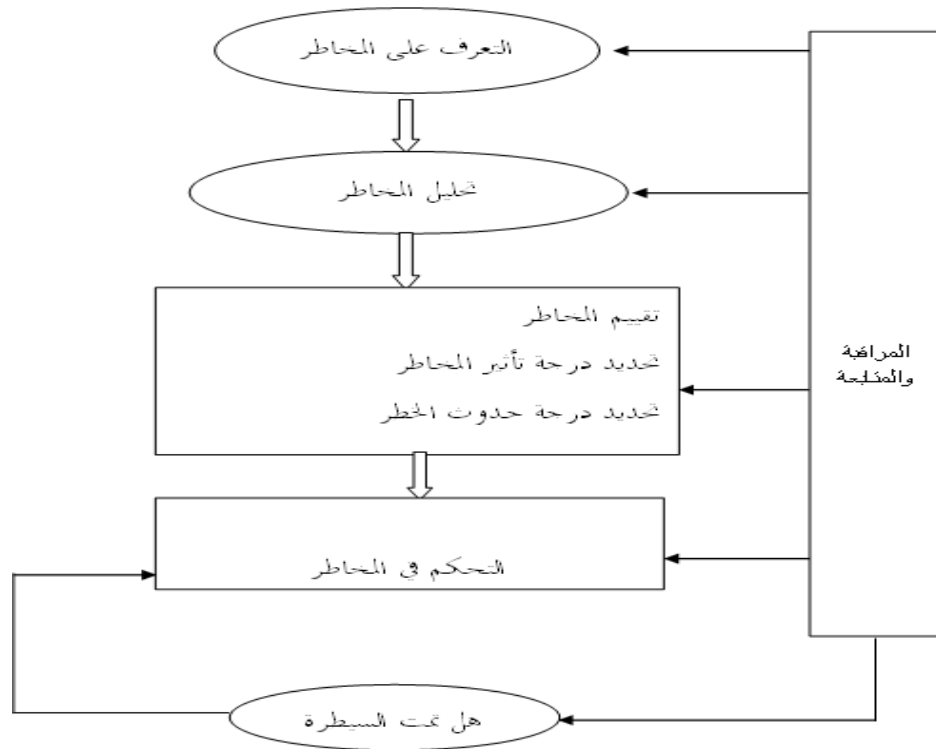 التعرف على المخاطر
تحليل المخاطر
تقييم المخاطر
تحديد درجة تأثير المخاطر
تحديد درجة حدوث الخطر
المراقبة
والمتابعة
التحكم في المخاطر
هل تمت السيطرة